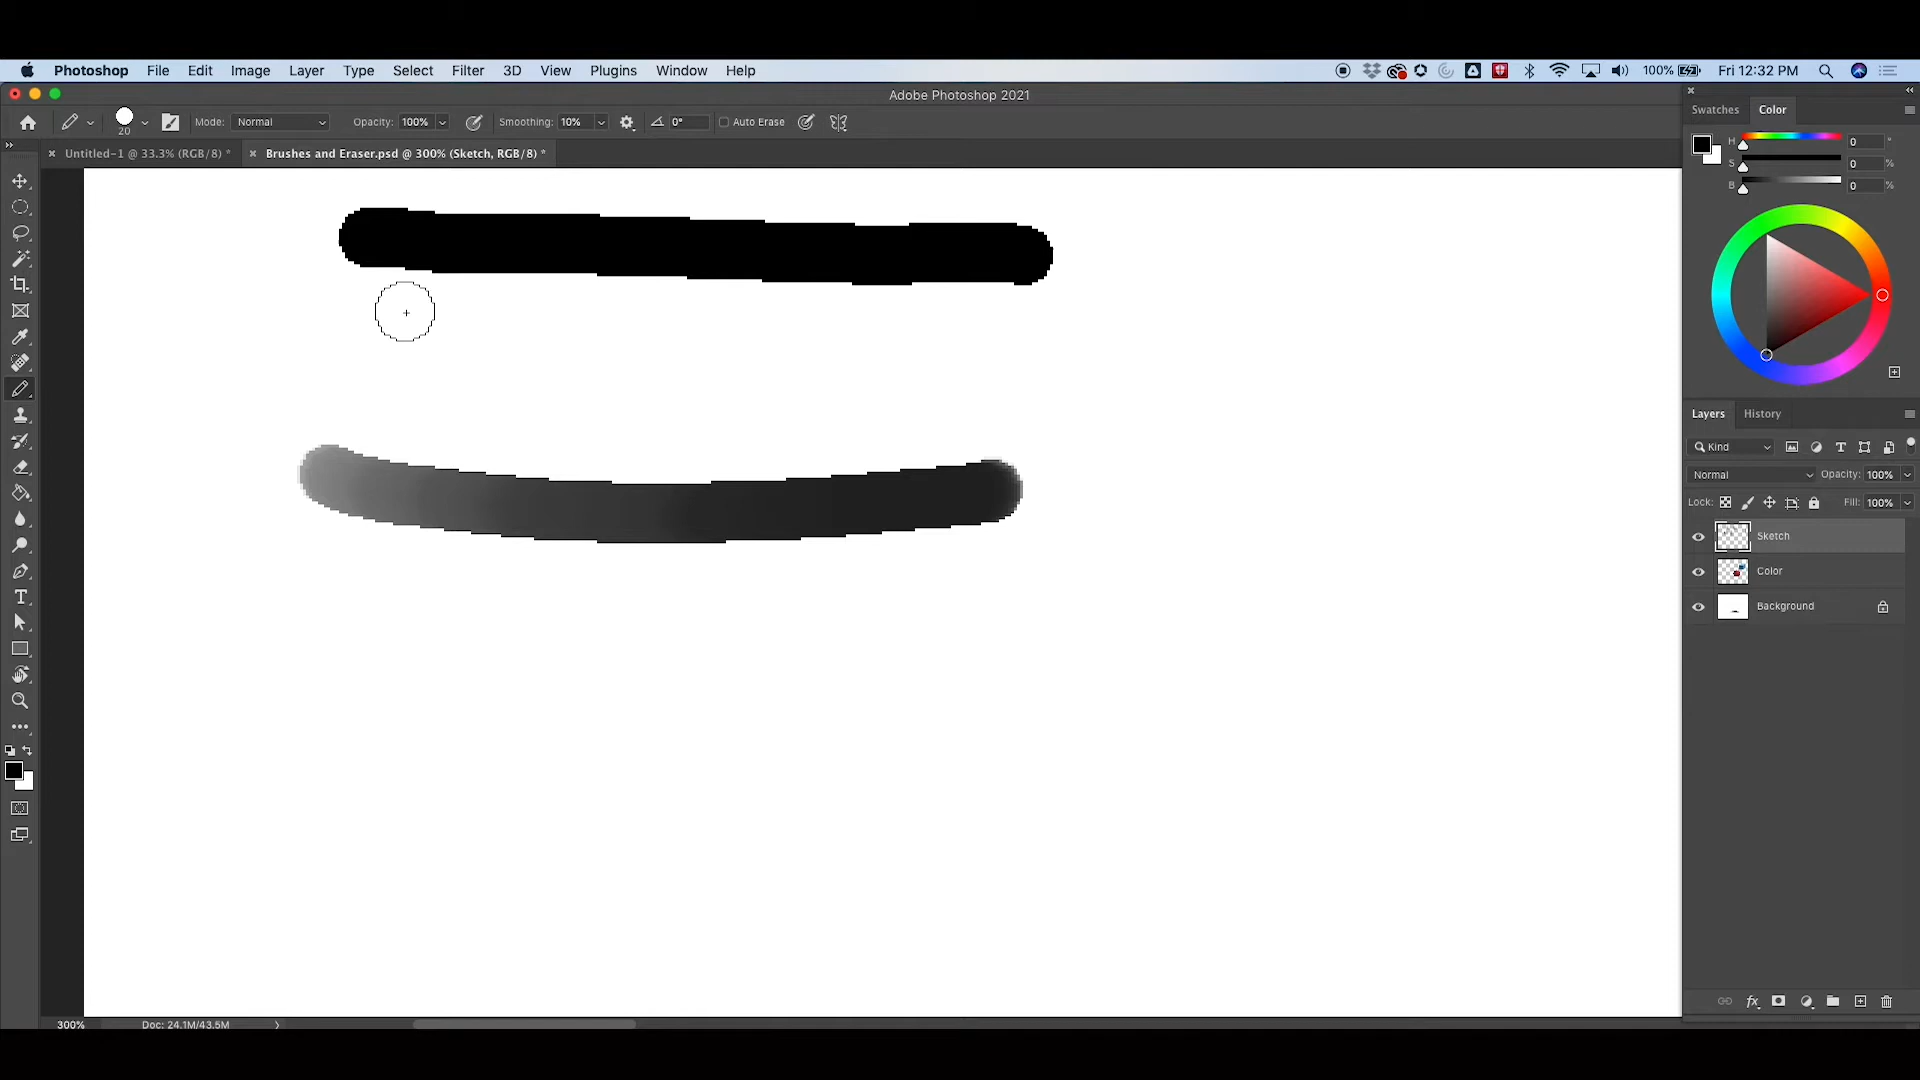 Photoshop File Edit Image Layer Type Select Filter 3D View Plugins Window Help 100% Fri 12:32 PM
Adobe Photoshop 2021
20 Mode: Normal Opacity: 100% Smoothing: 10% 0° Auto Erase
Untitled-1 @ 33.3% (RGB/8) * Brushes and Eraser.psd @ 300% (Sketch, RGB/8) *
Swatches Color
H 0 °
S 0 %
B 0 %
Layers History
Kind
Normal Opacity: 100%
Lock: Fill: 100%
Sketch
Color
Background
300% Doc: 24.1M/43.5M